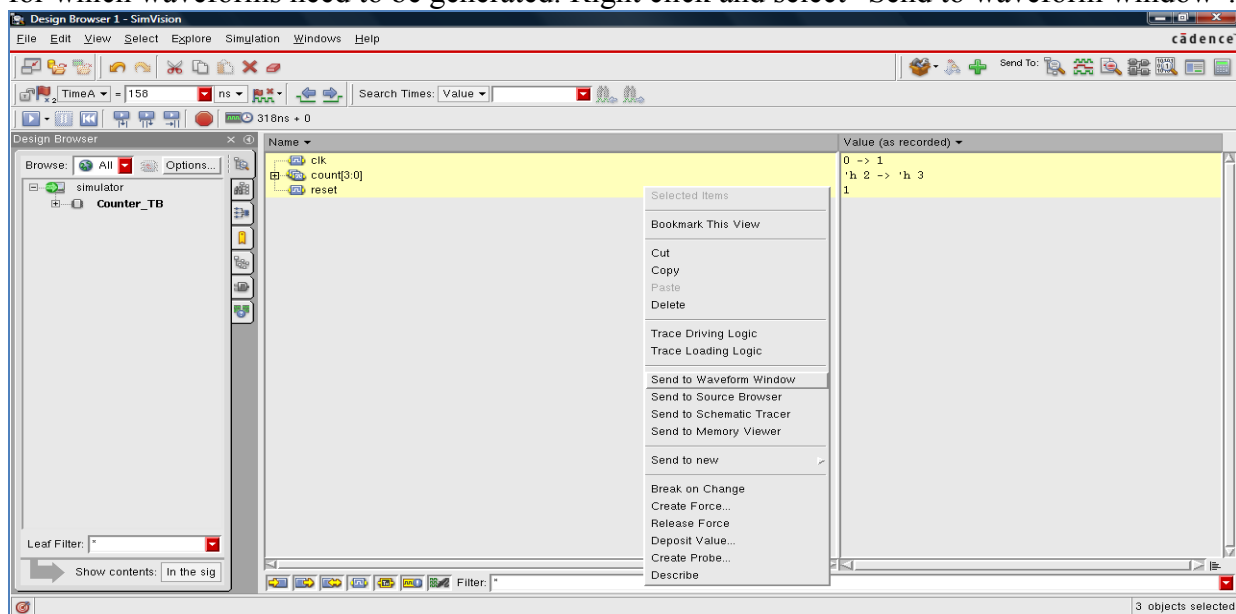 for which waveforms need to be generated. Right click and select "Send to waveform window".
Design Browser 1 - SimVision
File Edit View Select Explore Simulation Windows Help
cādence
Send To:
TimeA = 158 ns Search Times: Value
318ns + 0
Design Browser
Name
Value (as recorded)
Browse: All Options...
simulator
Counter_TB
clk
0 -> 1
count[3:0]
'h 2 -> 'h 3
reset
1
Selected Items
Bookmark This View
Cut
Copy
Paste
Delete
Trace Driving Logic
Trace Loading Logic
Send to Waveform Window
Send to Source Browser
Send to Schematic Tracer
Send to Memory Viewer
Send to new
Break on Change
Create Force...
Release Force
Deposit Value...
Create Probe...
Describe
Leaf Filter: *
Show contents: In the sig
Filter: *
3 objects selected